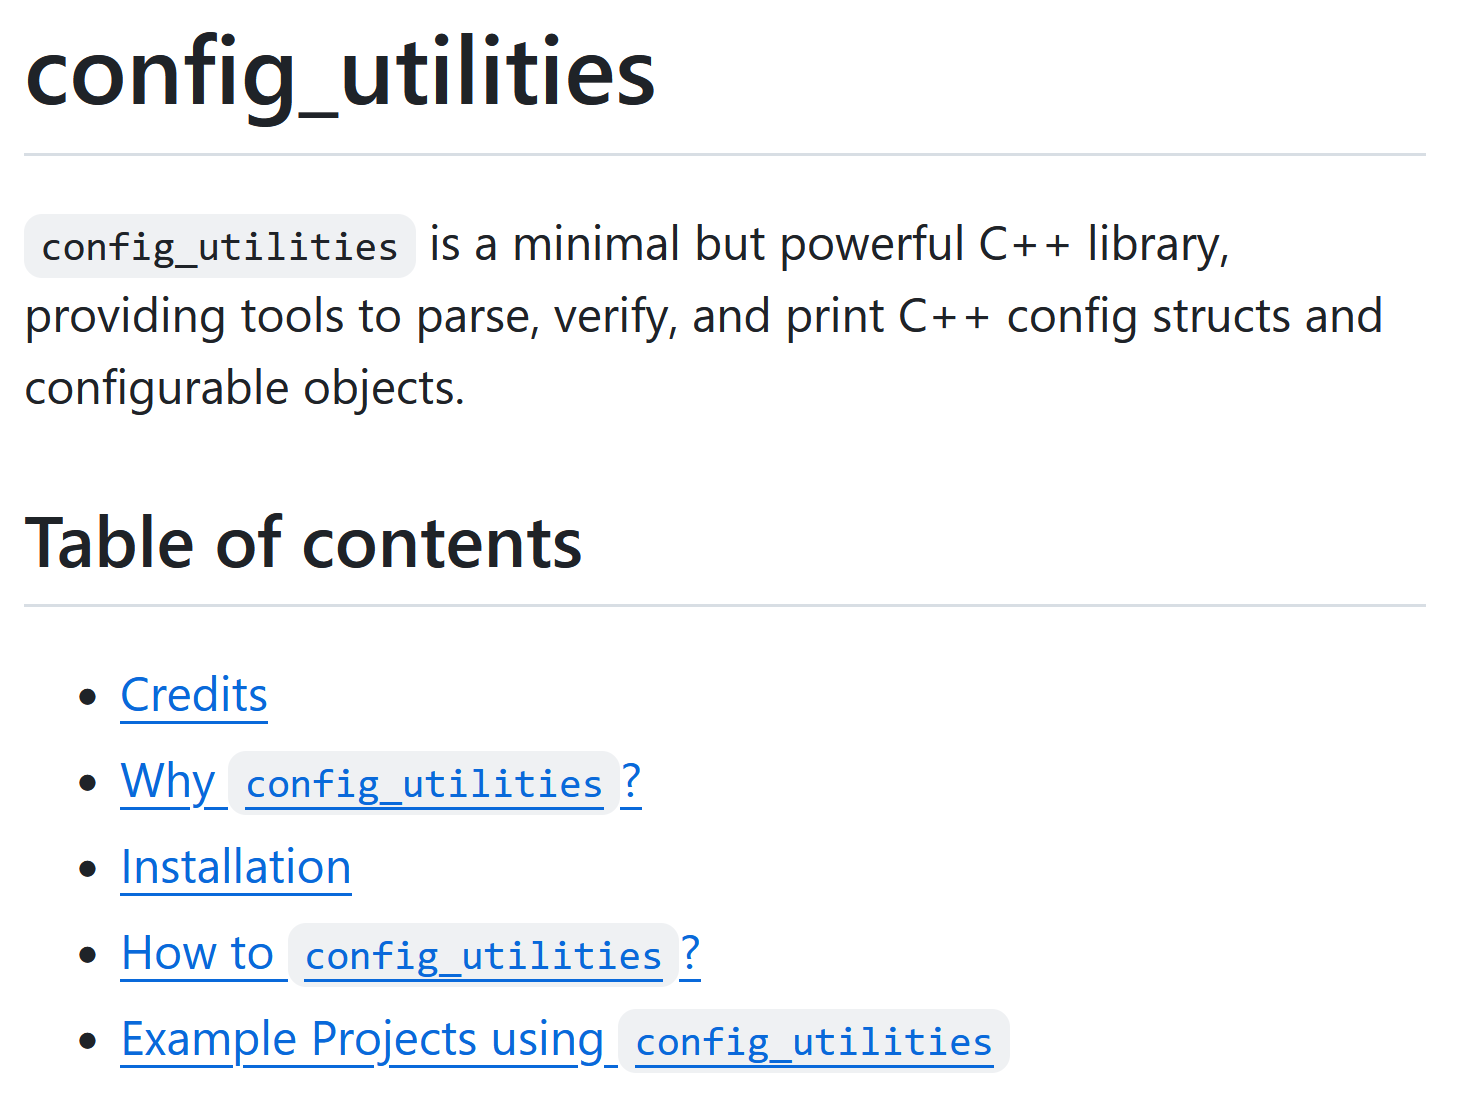 config_utilities
config_utilities is a minimal but powerful C++ library,
providing tools to parse, verify, and print C++ config structs and
configurable objects.
Table of contents
Credits
Why config_utilities?
Installation
How to config_utilities?
Example Projects using config_utilities